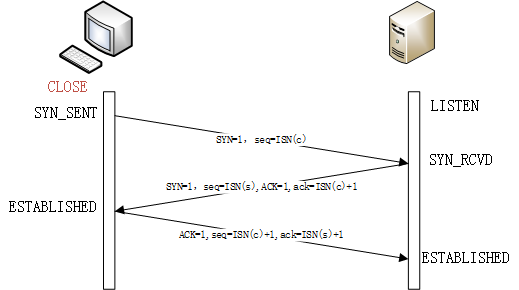 CLOSE
LISTEN
SYN_SENT
SYN=1，seq=ISN(c)
SYN_RCVD
SYN=1，seq=ISN(s),ACK=1,ack=ISN(c)+1
ESTABLISHED
ACK=1,seq=ISN(c)+1,ack=ISN(s)+1
ESTABLISHED